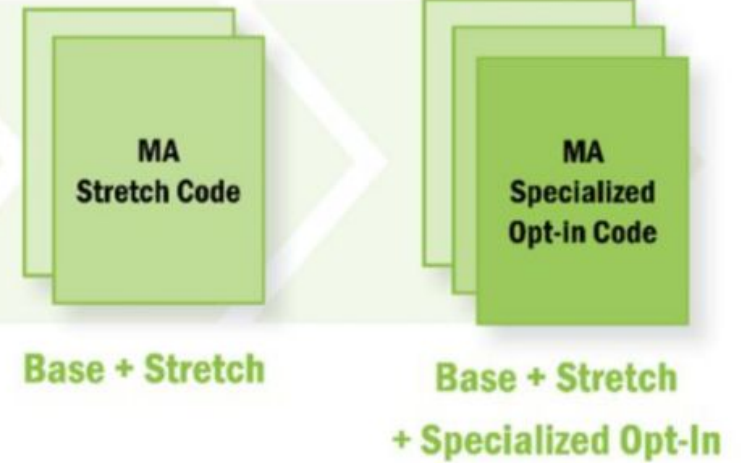 MA
Stretch Code
Base + Stretch
MA
Specialized
Opt-in Code
Base + Stretch
+ Specialized Opt-In